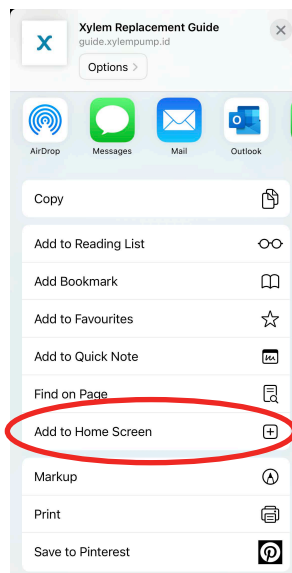 Xylem Replacement Guide
guide.xylempump.id
Options
AirDrop
Messages
Mail
Outlook
Copy
Add to Reading List
Add Bookmark
Add to Favourites
Add to Quick Note
Find on Page
Add to Home Screen
Markup
Print
Save to Pinterest